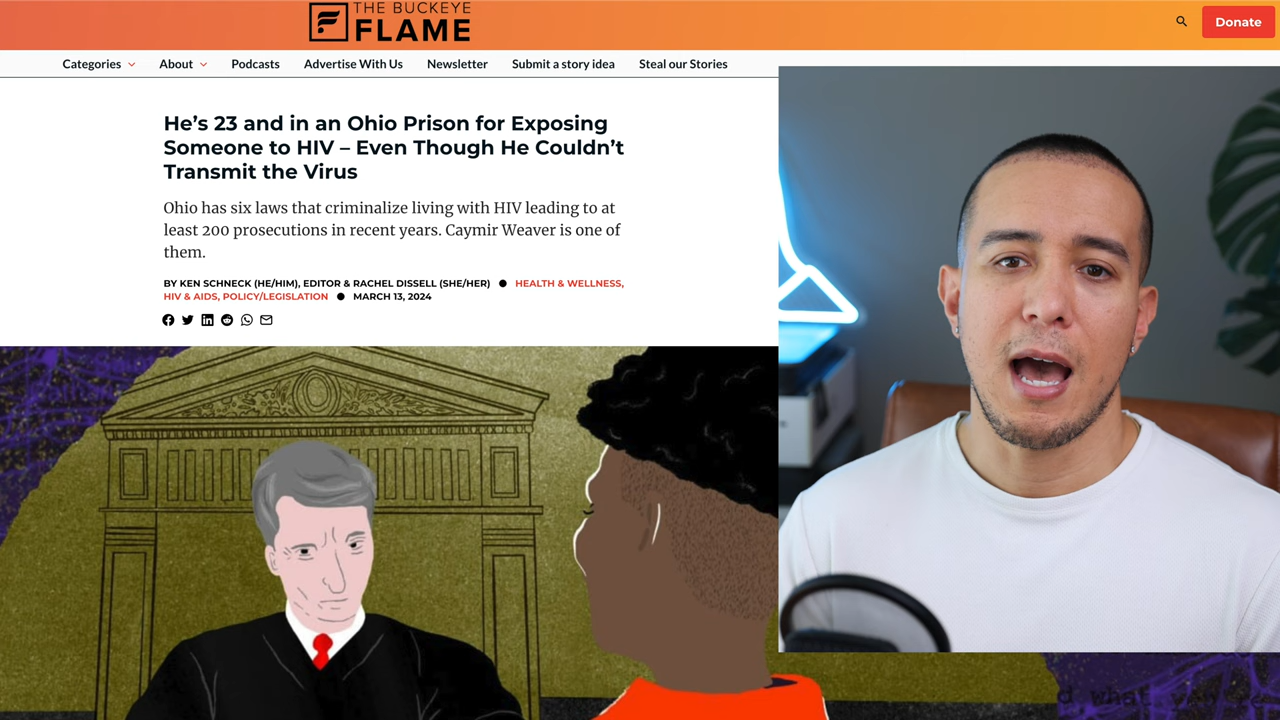 THE BUCKEYE
FLAME
Donate
Categories
About
Podcasts
Advertise With Us
Newsletter
Submit a story idea
Steal our Stories
He’s 23 and in an Ohio Prison for Exposing
Someone to HIV – Even Though He Couldn’t
Transmit the Virus
Ohio has six laws that criminalize living with HIV leading to at
least 200 prosecutions in recent years. Caymir Weaver is one of
them.
BY KEN SCHNECK (HE/HIM), EDITOR & RACHEL DISSELL (SHE/HER) ● HEALTH & WELLNESS,
HIV & AIDS, POLICY/LEGISLATION ● MARCH 13, 2024
d what